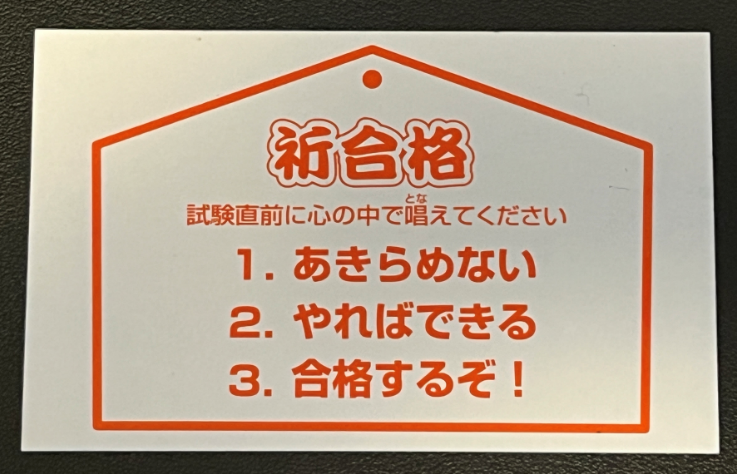 祈合格
試験直前に心の中で唱えてください
1. あきらめない
2. やればできる
3. 合格するぞ！